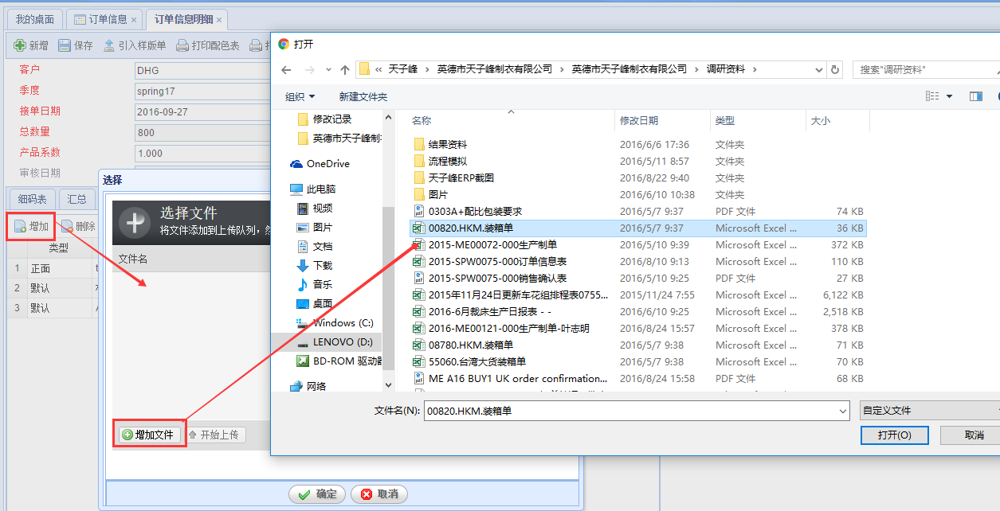 我的桌面 订单信息 × 订单信息明细 ×
新增 保存 引入样版单 打印配色表
客户 DHG
季度 spring17
接单日期 2016-09-27
总数量 800
产品系数 1.000
审核日期
细码表 汇总
增加 删除
类型
1 正面
2 默认
3 默认
选择
选择文件
将文件添加到上传队列,
文件名
增加文件 开始上传
确定 取消
打开
« 天子峰 › 英德市天子峰制衣有限公司 › 英德市天子峰制衣有限公司 › 调研资料 ›
搜索"调研资料"
组织 新建文件夹
修改记录
英德市天子峰制
OneDrive
此电脑
视频
图片
文档
下载
音乐
桌面
Windows (C:)
LENOVO (D:)
BD-ROM 驱动器
网络
名称 修改日期 类型 大小
结果资料 2016/6/6 17:36 文件夹
流程模拟 2016/5/11 8:57 文件夹
天子峰ERP截图 2016/8/22 9:40 文件夹
图片 2016/6/10 10:38 文件夹
0303A+配比包装要求 2016/5/7 9:37 PDF 文件 74 KB
00820.HKM.装箱单 2016/5/7 9:37 Microsoft Excel ... 36 KB
2015-ME00072-000生产制单 2016/5/10 9:39 Microsoft Excel ... 372 KB
2015-SPW0075-000订单信息表 2016/8/10 9:13 Microsoft Excel ... 110 KB
2015-SPW0075-000销售确认表 2016/5/10 9:25 PDF 文件 27 KB
2015年11月24日更新车花组排程表0755... 2015/11/24 7:55 Microsoft Excel ... 6,122 KB
2016-6月裁床生产日报表 - - 2016/6/10 9:25 Microsoft Excel ... 2,518 KB
2016-ME00121-000生产制单-叶志明 2016/8/24 15:57 Microsoft Excel ... 378 KB
08780.HKM.装箱单 2016/5/7 9:38 Microsoft Excel ... 71 KB
55060.台湾大货装箱单 2016/5/7 9:38 Microsoft Excel ... 70 KB
ME A16 BUY1 UK order confirmation... 2016/8/24 15:58 PDF 文件 68 KB
文件名(N): 00820.HKM.装箱单 自定义文件
打开(O) 取消